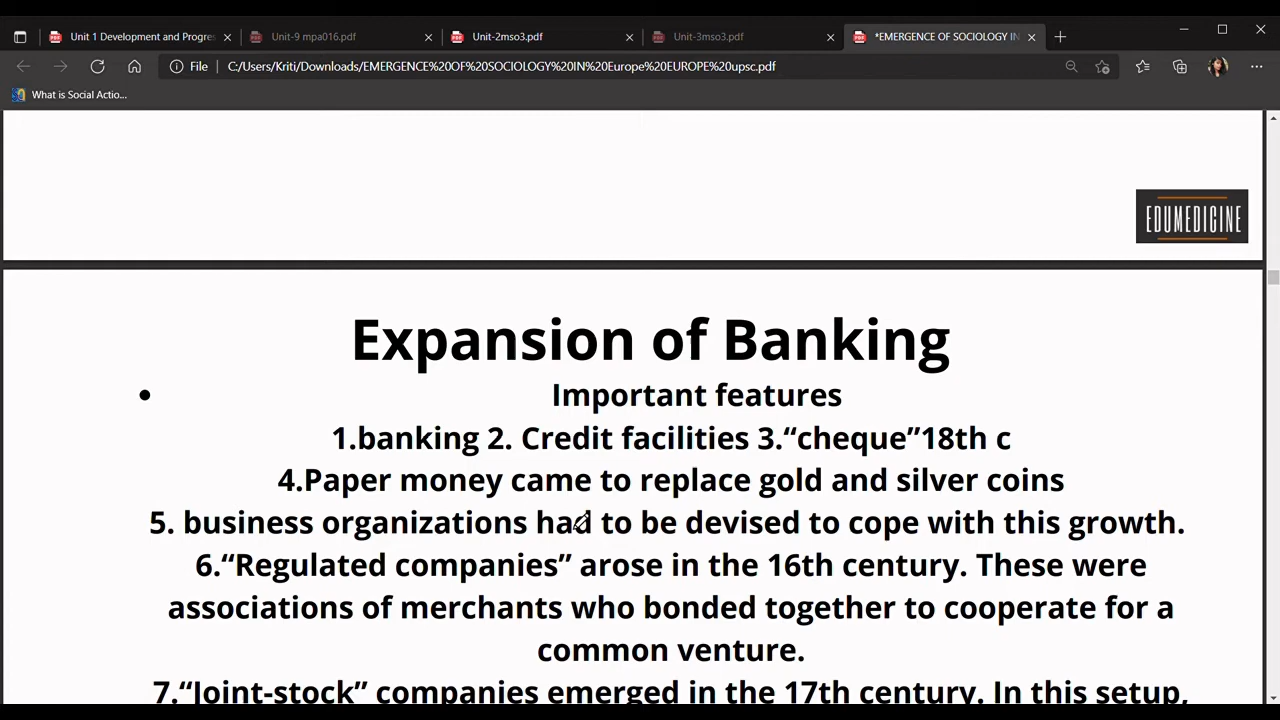 Unit 1 Development and Progres
Unit-9 mpa016.pdf
Unit-2mso3.pdf
Unit-3mso3.pdf
*EMERGENCE OF SOCIOLOGY IN
File
C:/Users/Kriti/Downloads/EMERGENCE%20OF%20SOCIOLOGY%20IN%20Europe%20EUROPE%20upsc.pdf
What is Social Actio...
EDUMEDICINE
Expansion of Banking
• Important features
1.banking 2. Credit facilities 3.“cheque”18th c
4.Paper money came to replace gold and silver coins
5. business organizations had to be devised to cope with this growth.
6.“Regulated companies” arose in the 16th century. These were
associations of merchants who bonded together to cooperate for a
common venture.
7.“Joint-stock” companies emerged in the 17th century. In this setup,